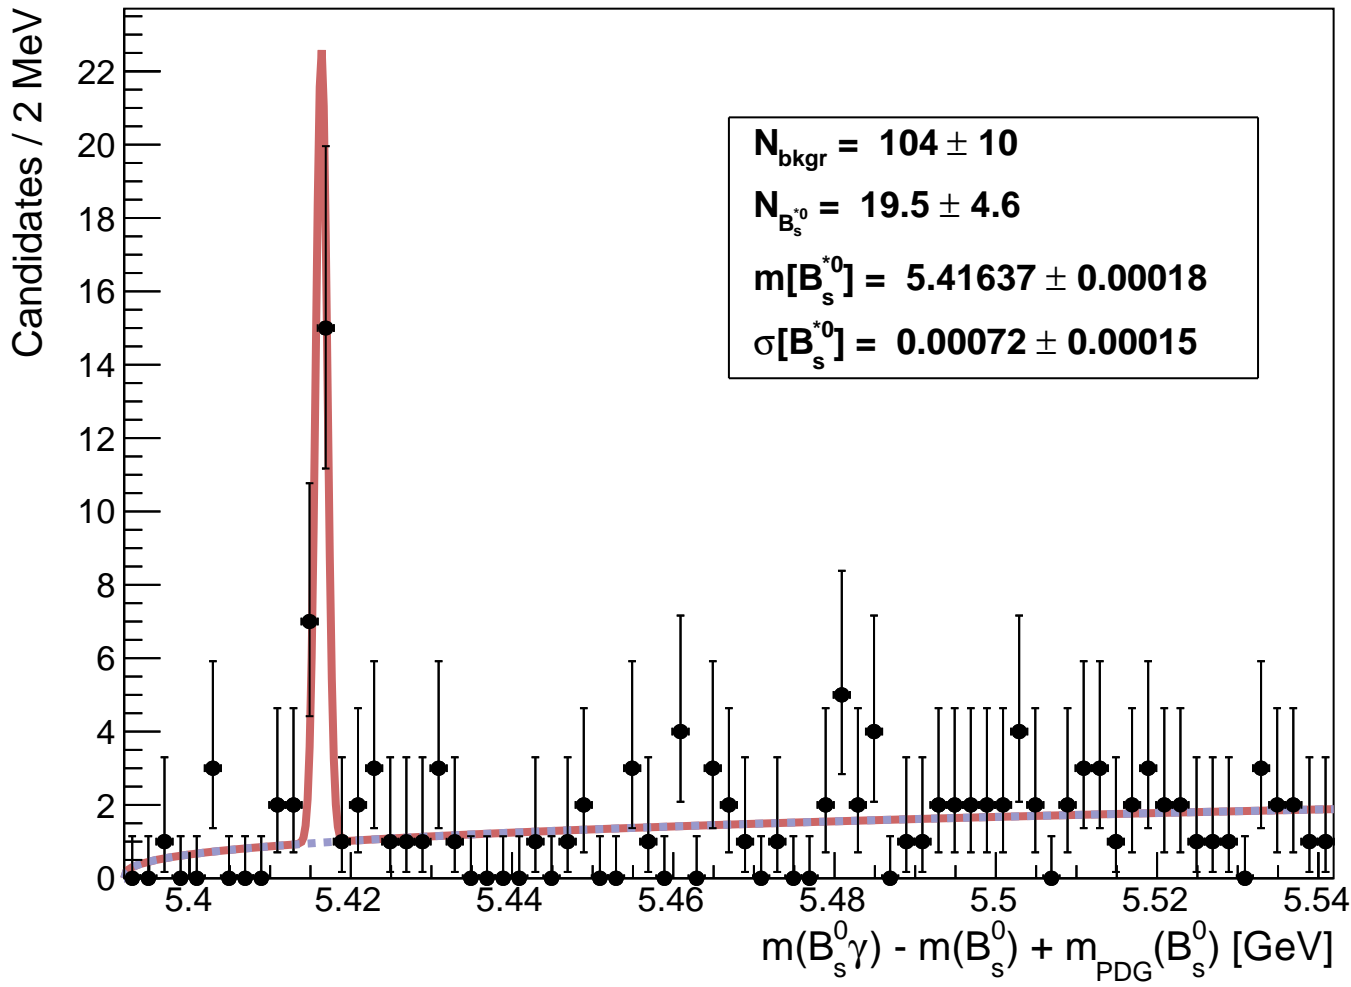 Candidates / 2 MeV
22
20
18
16
14
12
10
8
6
4
2
0
N_bkgr = 104 ± 10
N_B_s^*0 = 19.5 ± 4.6
m[B_s^*0] = 5.41637 ± 0.00018
σ[B_s^*0] = 0.00072 ± 0.00015
5.4 5.42 5.44 5.46 5.48 5.5 5.52 5.54
m(B_s^0γ) - m(B_s^0) + m_PDG(B_s^0) [GeV]